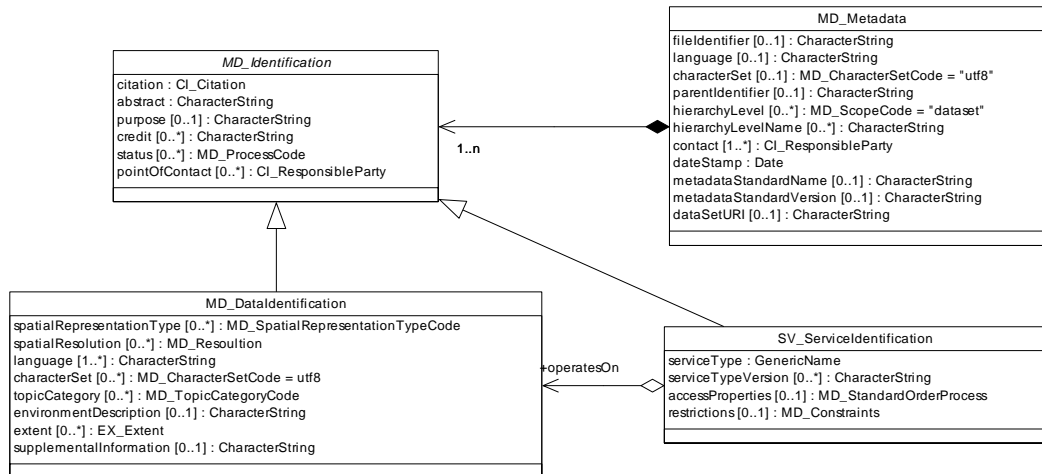 MD_Metadata
fileIdentifier [0..1] : CharacterString
language [0..1] : CharacterString
characterSet [0..1] : MD_CharacterSetCode = "utf8"
parentIdentifier [0..1] : CharacterString
hierarchyLevel [0..*] : MD_ScopeCode = "dataset"
hierarchyLevelName [0..*] : CharacterString
contact [1..*] : CI_ResponsibleParty
dateStamp : Date
metadataStandardName [0..1] : CharacterString
metadataStandardVersion [0..1] : CharacterString
dataSetURI [0..1] : CharacterString
MD_Identification
citation : CI_Citation
abstract : CharacterString
purpose [0..1] : CharacterString
credit [0..*] : CharacterString
status [0..*] : MD_ProcessCode
pointOfContact [0..*] : CI_ResponsibleParty
1..n
MD_DataIdentification
spatialRepresentationType [0..*] : MD_SpatialRepresentationTypeCode
spatialResolution [0..*] : MD_Resoultion
language [1..*] : CharacterString
characterSet [0..*] : MD_CharacterSetCode = utf8
topicCategory [0..*] : MD_TopicCategoryCode
environmentDescription [0..1] : CharacterString
extent [0..*] : EX_Extent
supplementalInformation [0..1] : CharacterString
+operatesOn
SV_ServiceIdentification
serviceType : GenericName
serviceTypeVersion [0..*] : CharacterString
accessProperties [0..1] : MD_StandardOrderProcess
restrictions [0..1] : MD_Constraints